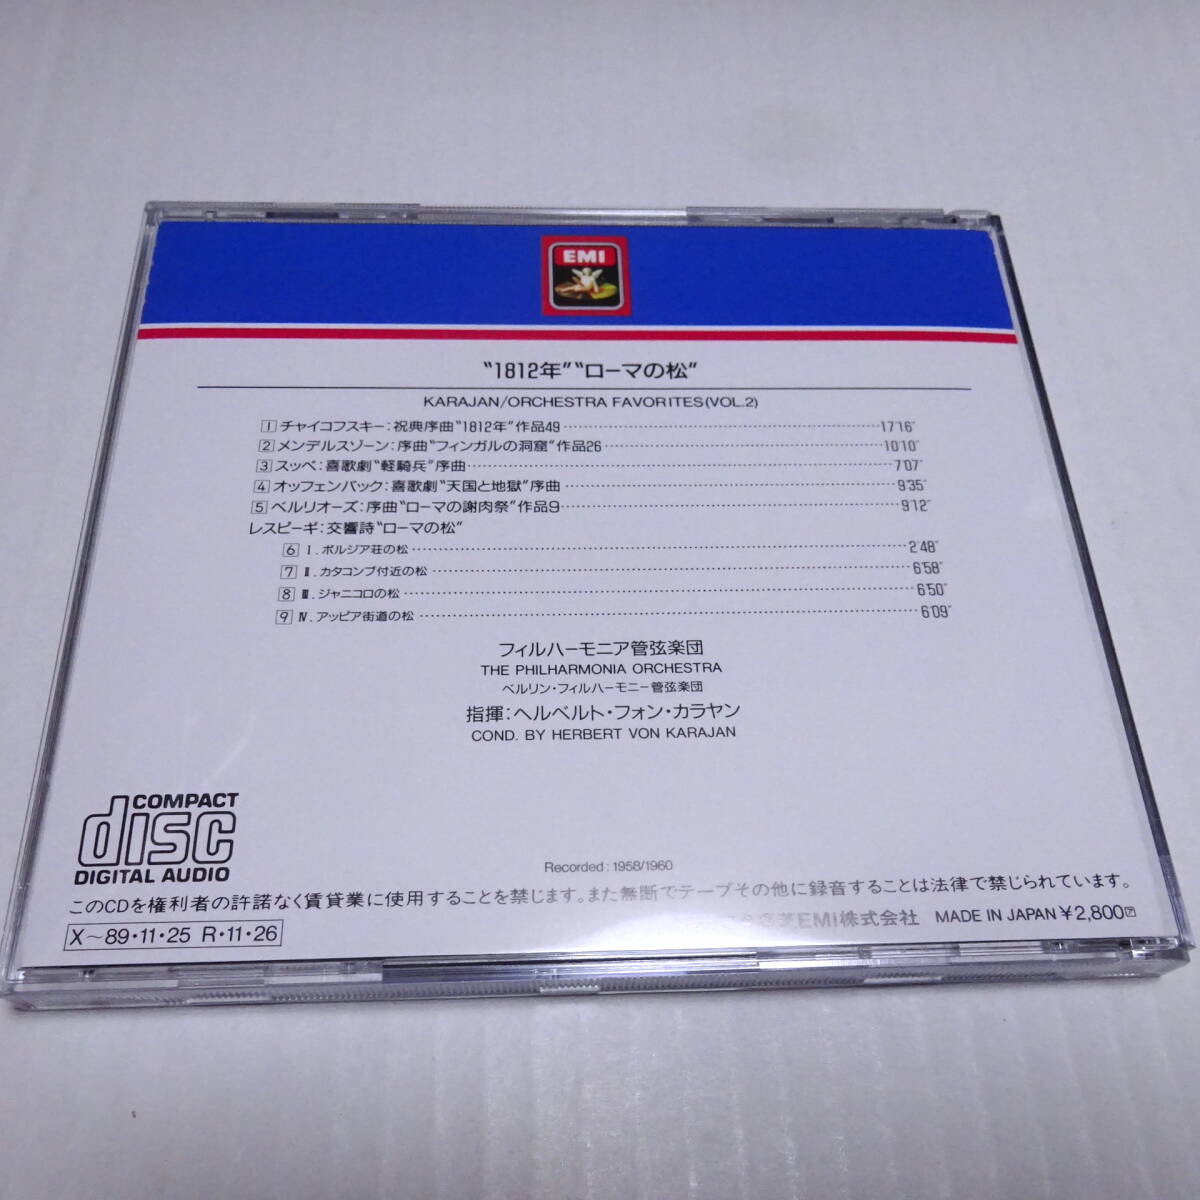 EMI
“1812年”“ローマの松”
KARAJAN/ORCHESTRA FAVORITES(VOL.2)
1 チャイコフスキー:祝典序曲“1812年”作品49 17'16"
2 メンデルスゾーン:序曲“フィンガルの洞窟”作品26 10'10"
3 スッペ:喜歌劇“軽騎兵”序曲 7'07"
4 オッフェンバック:喜歌劇“天国と地獄”序曲 9'35"
5 ベルリオーズ:序曲“ローマの謝肉祭”作品9 9'12"
レスピーギ:交響詩“ローマの松”
6 Ⅰ.ボルジア荘の松 2'48"
7 Ⅱ.カタコンブ付近の松 6'58"
8 Ⅲ.ジャニコロの松 6'50"
9 Ⅳ.アッピア街道の松 6'09"
フィルハーモニア管弦楽団
THE PHILHARMONIA ORCHESTRA
ベルリン・フィルハーモニー管弦楽団
指揮:ヘルベルト・フォン・カラヤン
COND. BY HERBERT VON KARAJAN
COMPACT
disc
DIGITAL AUDIO
Recorded: 1958/1960
このCDを権利者の許諾なく賃貸業に使用することを禁じます。また無断でテープその他に録音することは法律で禁じられています。
EMI株式会社 MADE IN JAPAN ¥2,800
X〜89・11・25 R・11・26